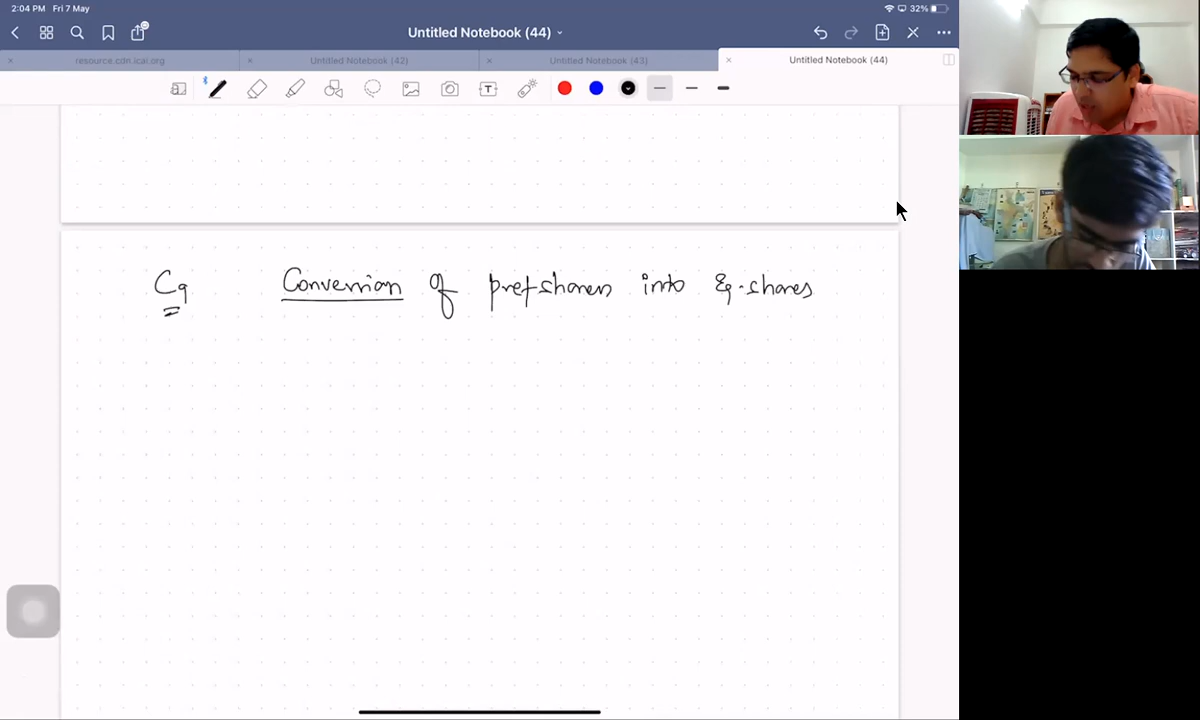 2:04 PM Fri 7 May
32%
Untitled Notebook (44)
resource.cdn.icai.org
Untitled Notebook (42)
Untitled Notebook (43)
Untitled Notebook (44)
C9 Conversion of pref shares into Eq. shares